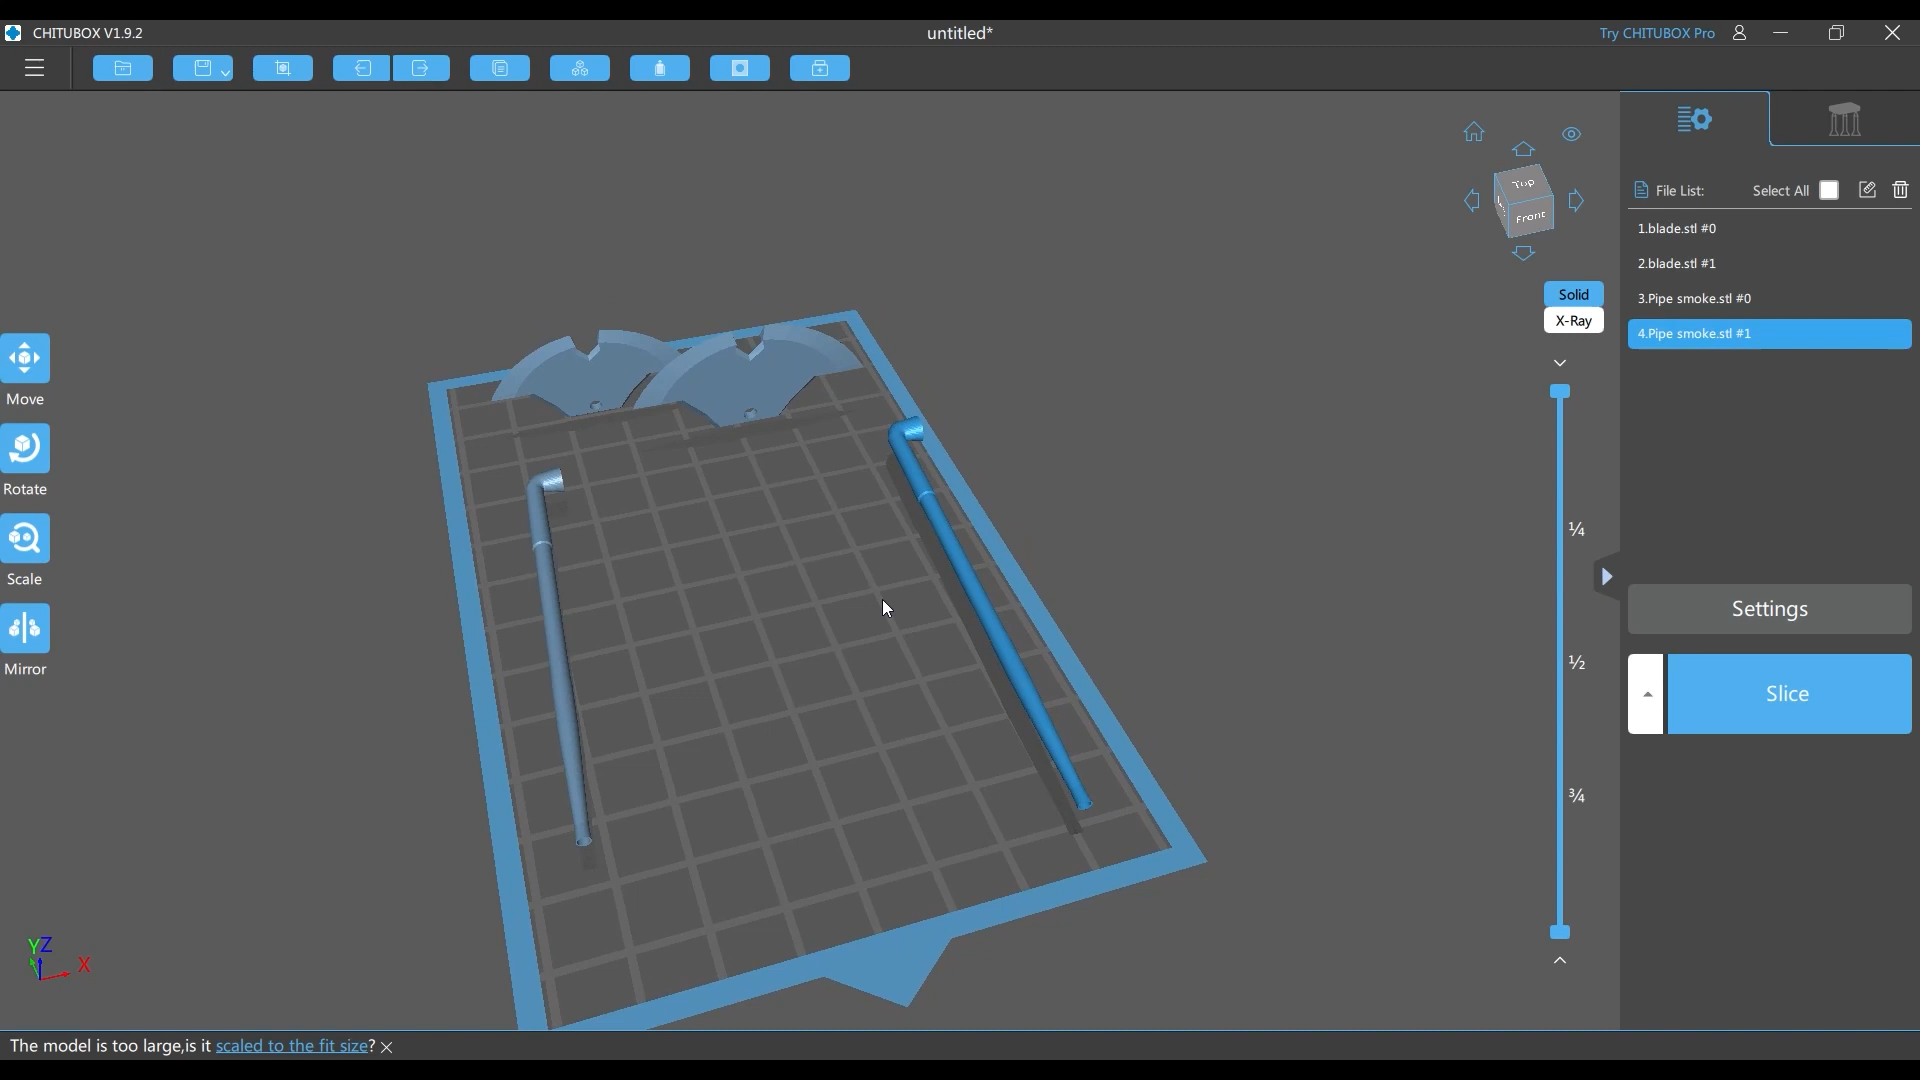 CHITUBOX V1.9.2
untitled*
Try CHITUBOX Pro
Top
Front
File List:
Select All
1.blade.stl #0
2.blade.stl #1
3.Pipe smoke.stl #0
4.Pipe smoke.stl #1
Solid
X-Ray
Move
Rotate
Scale
Mirror
¼
½
¾
Settings
Slice
YZ
X
The model is too large,is it scaled to the fit size?